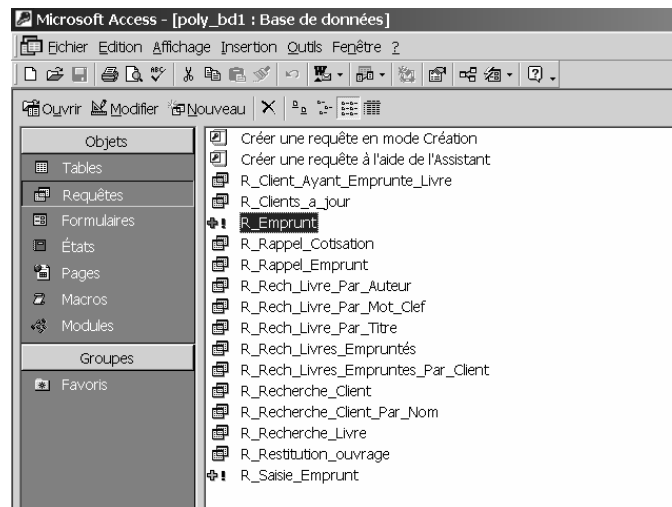 Microsoft Access - [poly_bd1 : Base de données]
Fichier Edition Affichage Insertion Outils Fenêtre ?
Ouvrir Modifier Nouveau
Objets
Tables
Requêtes
Formulaires
États
Pages
Macros
Modules
Groupes
Favoris
Créer une requête en mode Création
Créer une requête à l'aide de l'Assistant
R_Client_Ayant_Emprunte_Livre
R_Clients_a_jour
R_Emprunt
R_Rappel_Cotisation
R_Rappel_Emprunt
R_Rech_Livre_Par_Auteur
R_Rech_Livre_Par_Mot_Clef
R_Rech_Livre_Par_Titre
R_Rech_Livres_Empruntés
R_Rech_Livres_Empruntes_Par_Client
R_Recherche_Client
R_Recherche_Client_Par_Nom
R_Recherche_Livre
R_Restitution_ouvrage
R_Saisie_Emprunt